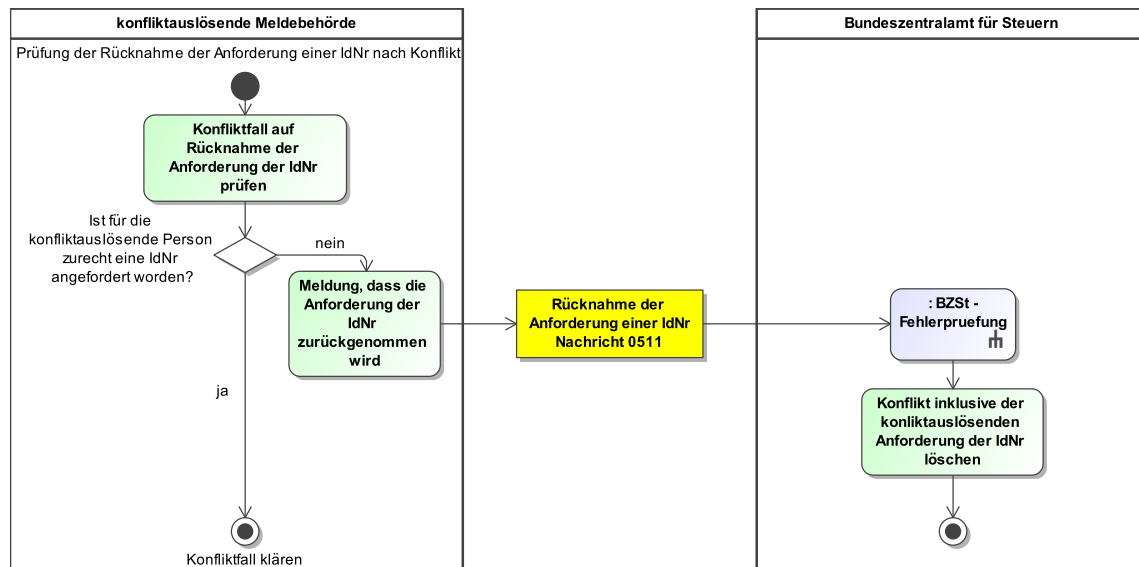 konfliktauslösende Meldebehörde
Bundeszentralamt für Steuern
Prüfung der Rücknahme der Anforderung einer IdNr nach Konflikt
Konfliktfall auf
Rücknahme der
Anforderung der IdNr
prüfen
Ist für die
konfliktauslösende Person
zurecht eine IdNr
angefordert worden?
nein
Meldung, dass die
Anforderung der
IdNr
zurückgenommen
wird
Rücknahme der
Anforderung einer IdNr
Nachricht 0511
: BZSt -
Fehlerpruefung
ja
Konflikt inklusive der
konliktauslösenden
Anforderung der IdNr
löschen
Konfliktfall klären